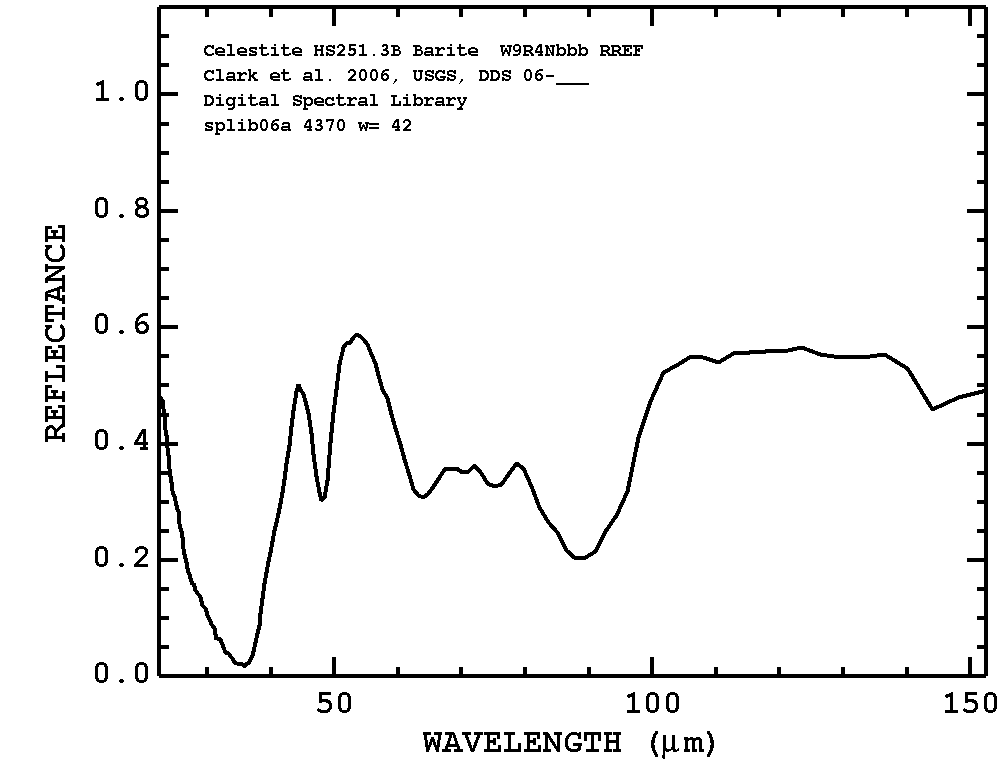 Celestite HS251.3B Barite  W9R4Nbbb RREF
Clark et al. 2006, USGS, DDS 06-___
Digital Spectral Library
splib06a 4370 w= 42
REFLECTANCE
1.0
0.8
0.6
0.4
0.2
0.0
50
100
150
WAVELENGTH (μm)